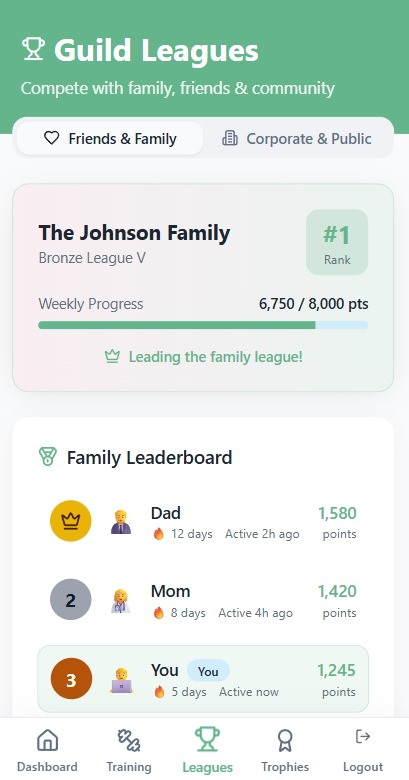 Guild Leagues
Compete with family, friends & community
Friends & Family Corporate & Public
The Johnson Family
Bronze League V
#1
Rank
Weekly Progress 6,750 / 8,000 pts
Leading the family league!
Family Leaderboard
Dad 1,580
12 days Active 2h ago points
2 Mom 1,420
8 days Active 4h ago points
3 You You 1,245
5 days Active now points
Dashboard Training Leagues Trophies Logout